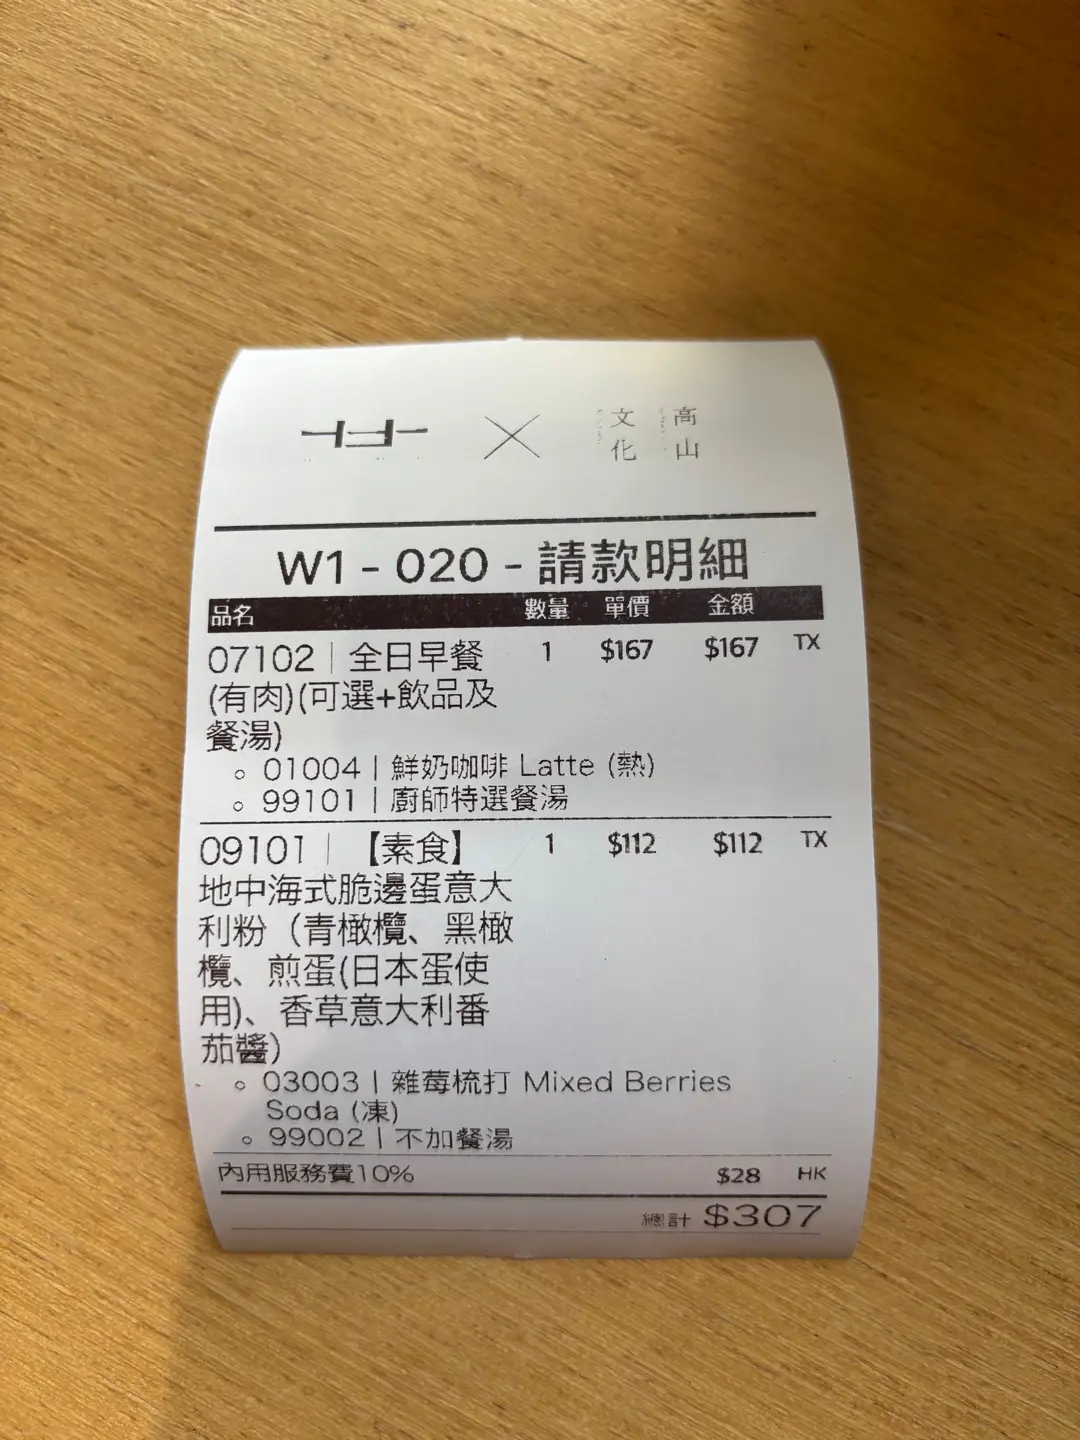 文化 高山
W1 - 020 - 請款明細
品名 數量 單價 金額
07102 | 全日早餐 1 $167 $167 TX
(有肉)(可選+飲品及
餐湯)
01004 | 鮮奶咖啡 Latte (熱)
99101 | 廚師特選餐湯
09101 | 【素食】 1 $112 $112 TX
地中海式脆邊蛋意大
利粉（青橄欖、黑橄
欖、煎蛋(日本蛋使
用)、香草意大利番
茄醬）
03003 | 雜莓梳打 Mixed Berries
Soda (凍)
99002 | 不加餐湯
內用服務費10% $28 HK
總計 $307